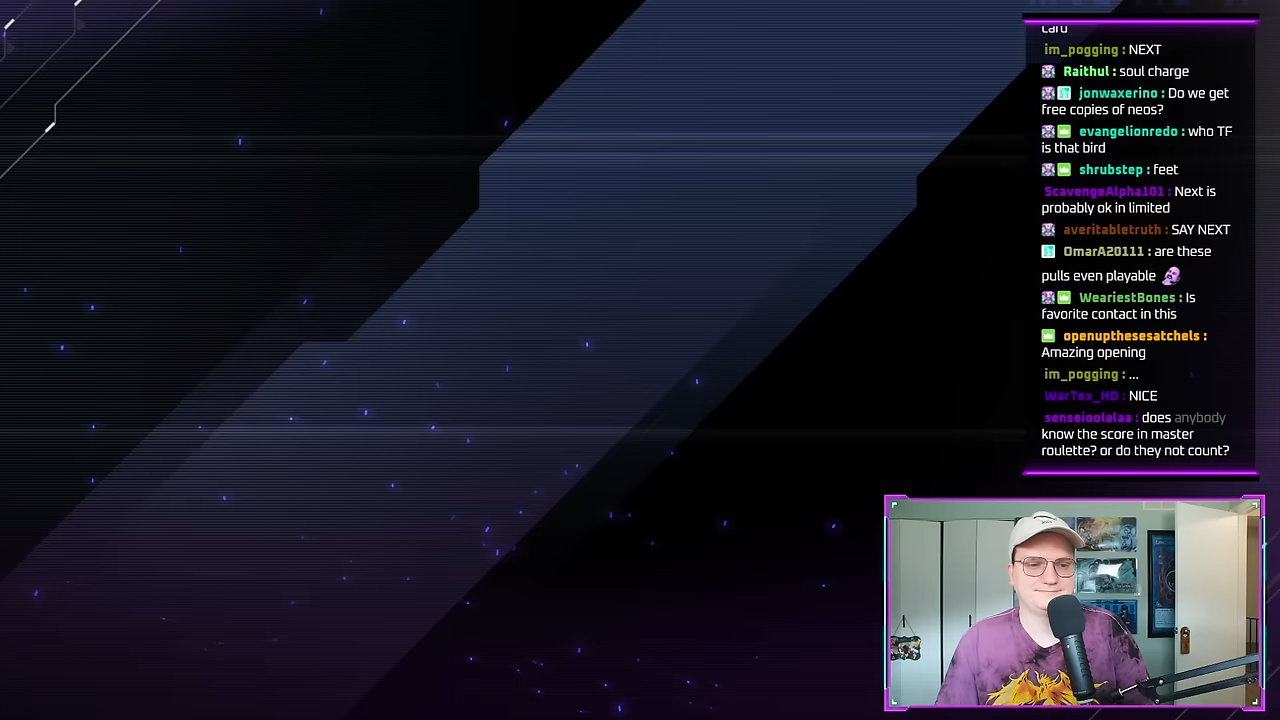 im_pogging : NEXT
Raithul : soul charge
jonwaxerino : Do we get
free copies of neos?
evangelionredo : who TF
is that bird
shrubstep : feet
ScavengeAlpha101 : Next is
probably ok in limited
averitabletruth : SAY NEXT
OmarA20111 : are these
pulls even playable
WeariestBones : Is
favorite contact in this
openupthesesatchels :
Amazing opening
im_pogging : ...
WarTex_HD : NICE
senseioolalaa : does anybody
know the score in master
roulette? or do they not count?